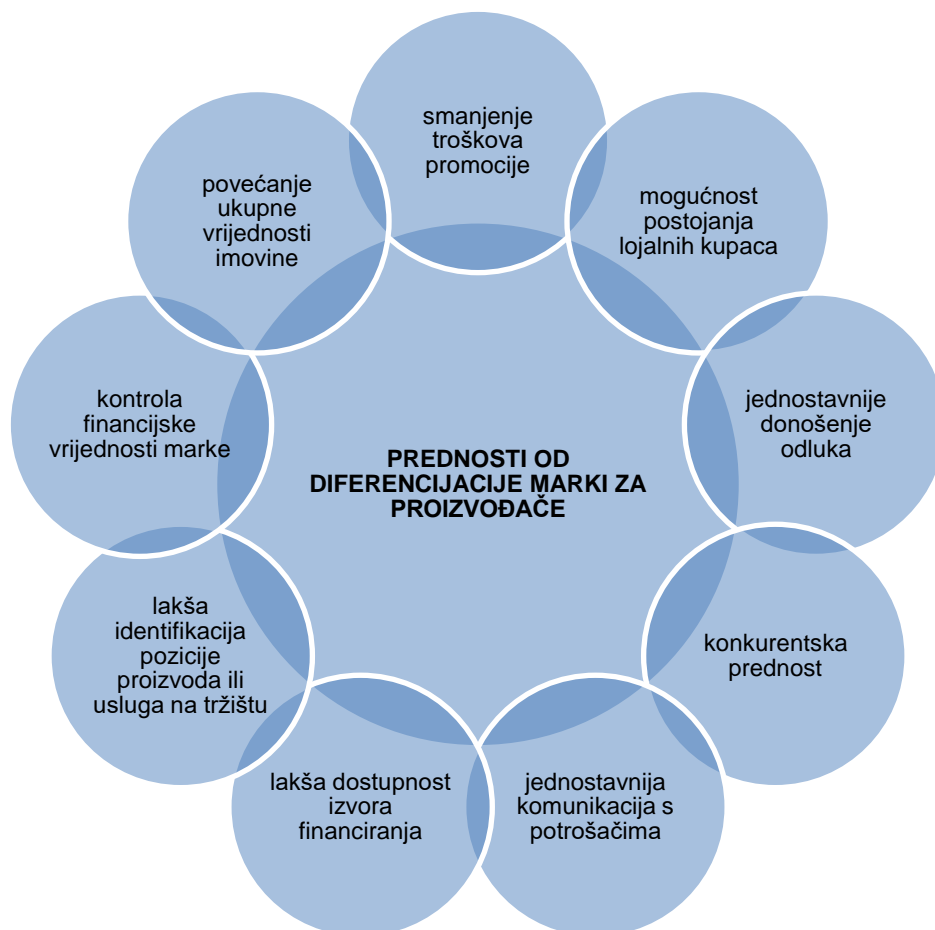 smanjenje
troškova
promocije
mogućnost
postojanja
lojalnih kupaca
jednostavnije
donošenje
odluka
konkurentska
prednost
jednostavnija
komunikacija s
potrošačima
lakša dostupnost
izvora
financiranja
lakša
identifikacija
pozicije
proizvoda ili
usluga na tržištu
kontrola
financijske
vrijednosti marke
povećanje
ukupne
vrijednosti
imovine
PREDNOSTI OD
DIFERENCIJACIJE MARKI ZA
PROIZVOĐAČE